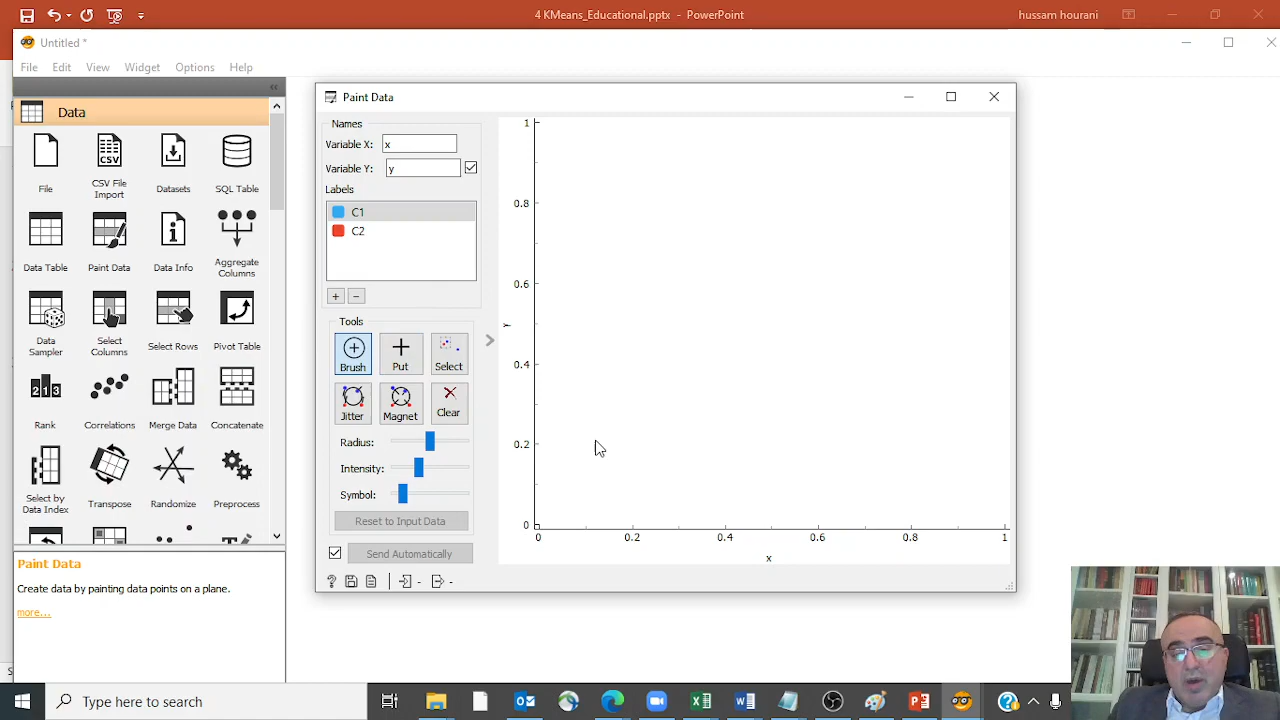 4 KMeans_Educational.pptx - PowerPoint
hussam hourani
Untitled *
File Edit View Widget Options Help
Data
File
CSV File Import
Datasets
SQL Table
Data Table
Paint Data
Data Info
Aggregate Columns
Data Sampler
Select Columns
Select Rows
Pivot Table
Rank
Correlations
Merge Data
Concatenate
Select by Data Index
Transpose
Randomize
Preprocess
Paint Data
Create data by painting data points on a plane.
more...
Paint Data
Names
Variable X: x
Variable Y: y
Labels
C1
C2
+ -
Tools
Brush
Put
Select
Jitter
Magnet
Clear
Radius:
Intensity:
Symbol:
Reset to Input Data
Send Automatically
? - -
1
0.8
0.6
0.4
0.2
0
y
0 0.2 0.4 0.6 0.8 1
x
Type here to search